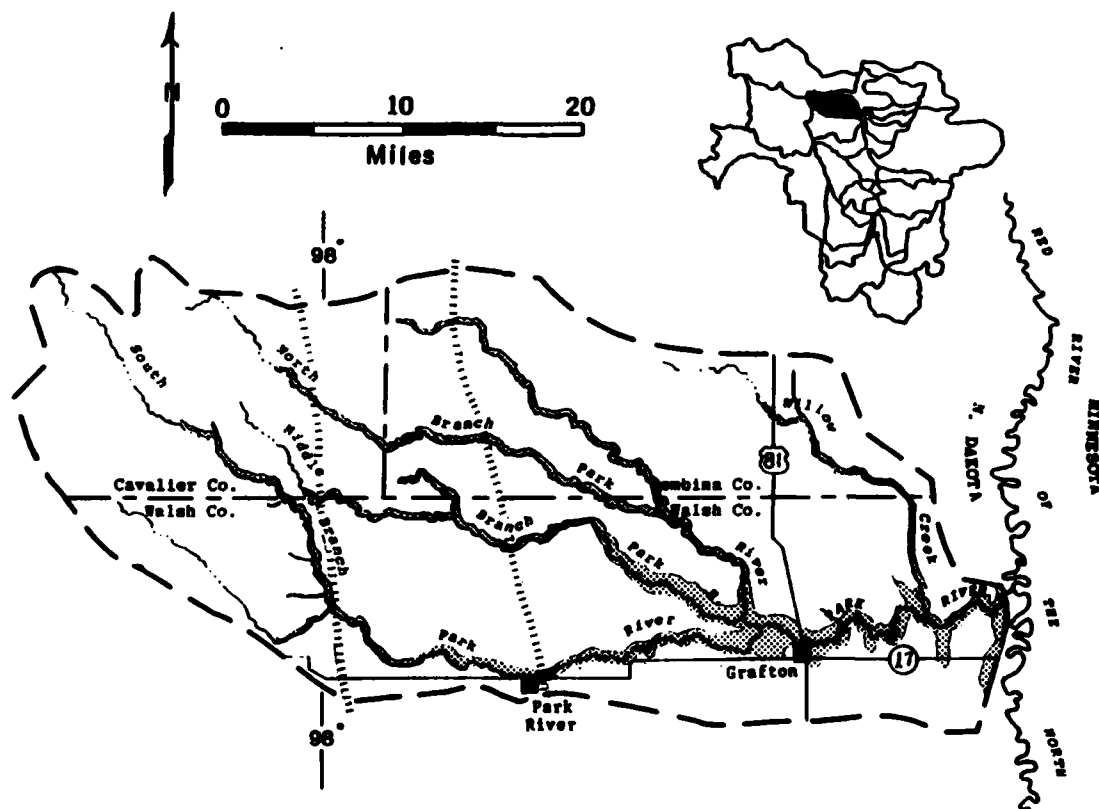 N
0 10 20
Miles
98°
RED
RIVER
OF
THE
NORTH
MINNESOTA
N. DAKOTA
South
Branch
Park
River
North
Branch
Park
River
Middle
Branch
Park
R.
Willow
Creek
81
Cavalier Co.
Walsh Co.
embina Co.
Walsh Co.
PARK
RIVER
17
Grafton
Park
River
98°